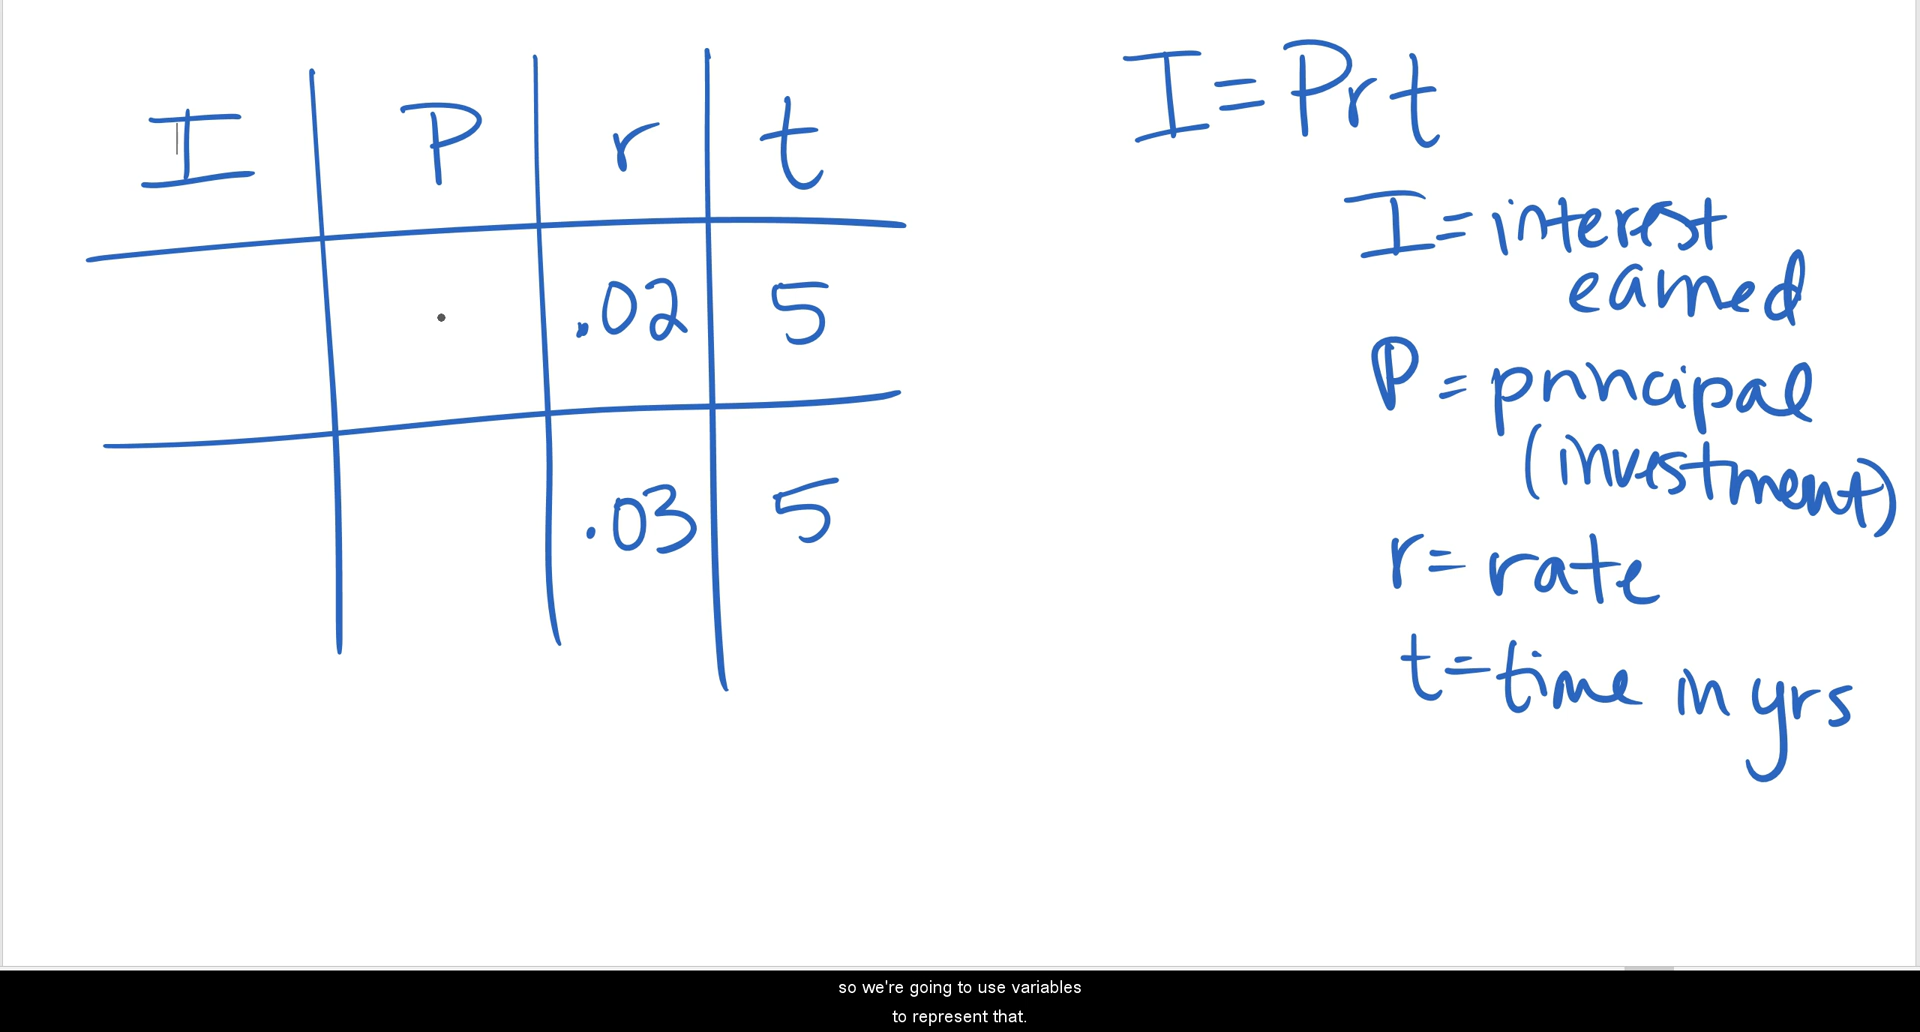 I P r t
.02 5
.03 5
I = Prt
I = interest
earned
P = principal
(investment)
r = rate
t = time in yrs
so we're going to use variables
to represent that.